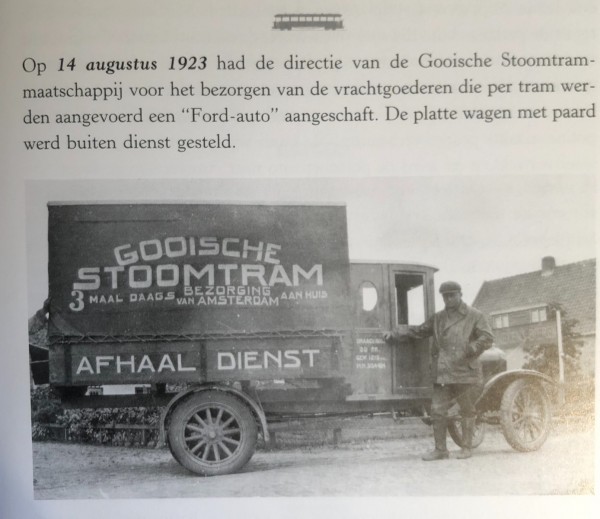 Op 14 augustus 1923 had de directie van de Gooische Stoomtram-
maatschappij voor het bezorgen van de vrachtgoederen die per tram wer-
den aangevoerd een “Ford-auto” aangeschaft. De platte wagen met paard
werd buiten dienst gesteld.
GOOISCHE
STOOMTRAM
3 MAAL DAAGS BEZORGING VAN AMSTERDAM AAN HUIS
AFHAAL DIENST